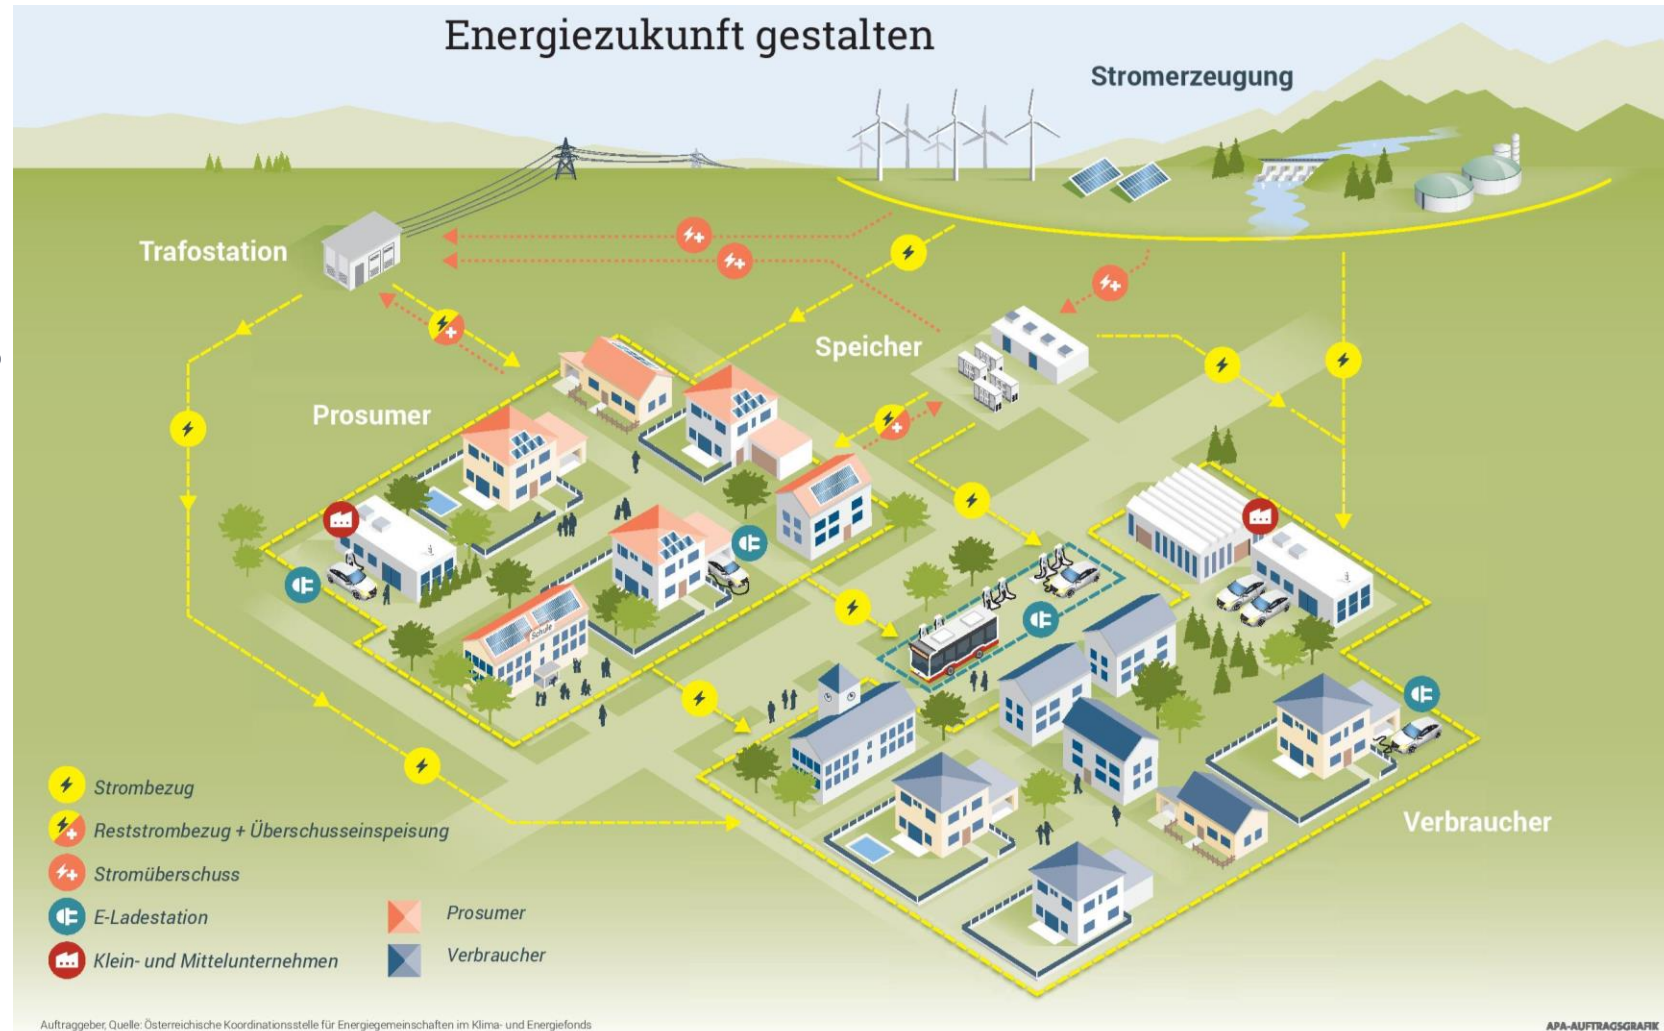 Energiezukunft gestalten
Stromerzeugung
Trafostation
Speicher
Prosumer
Schule
Verbraucher
Strombezug
Reststrombezug + Überschusseinspeisung
Stromüberschuss
E-Ladestation
Klein- und Mittelunternehmen
Prosumer
Verbraucher
Auftraggeber, Quelle: Österreichische Koordinationsstelle für Energiegemeinschaften im Klima- und Energiefonds
APA-AUFTRAGSGRAFIK